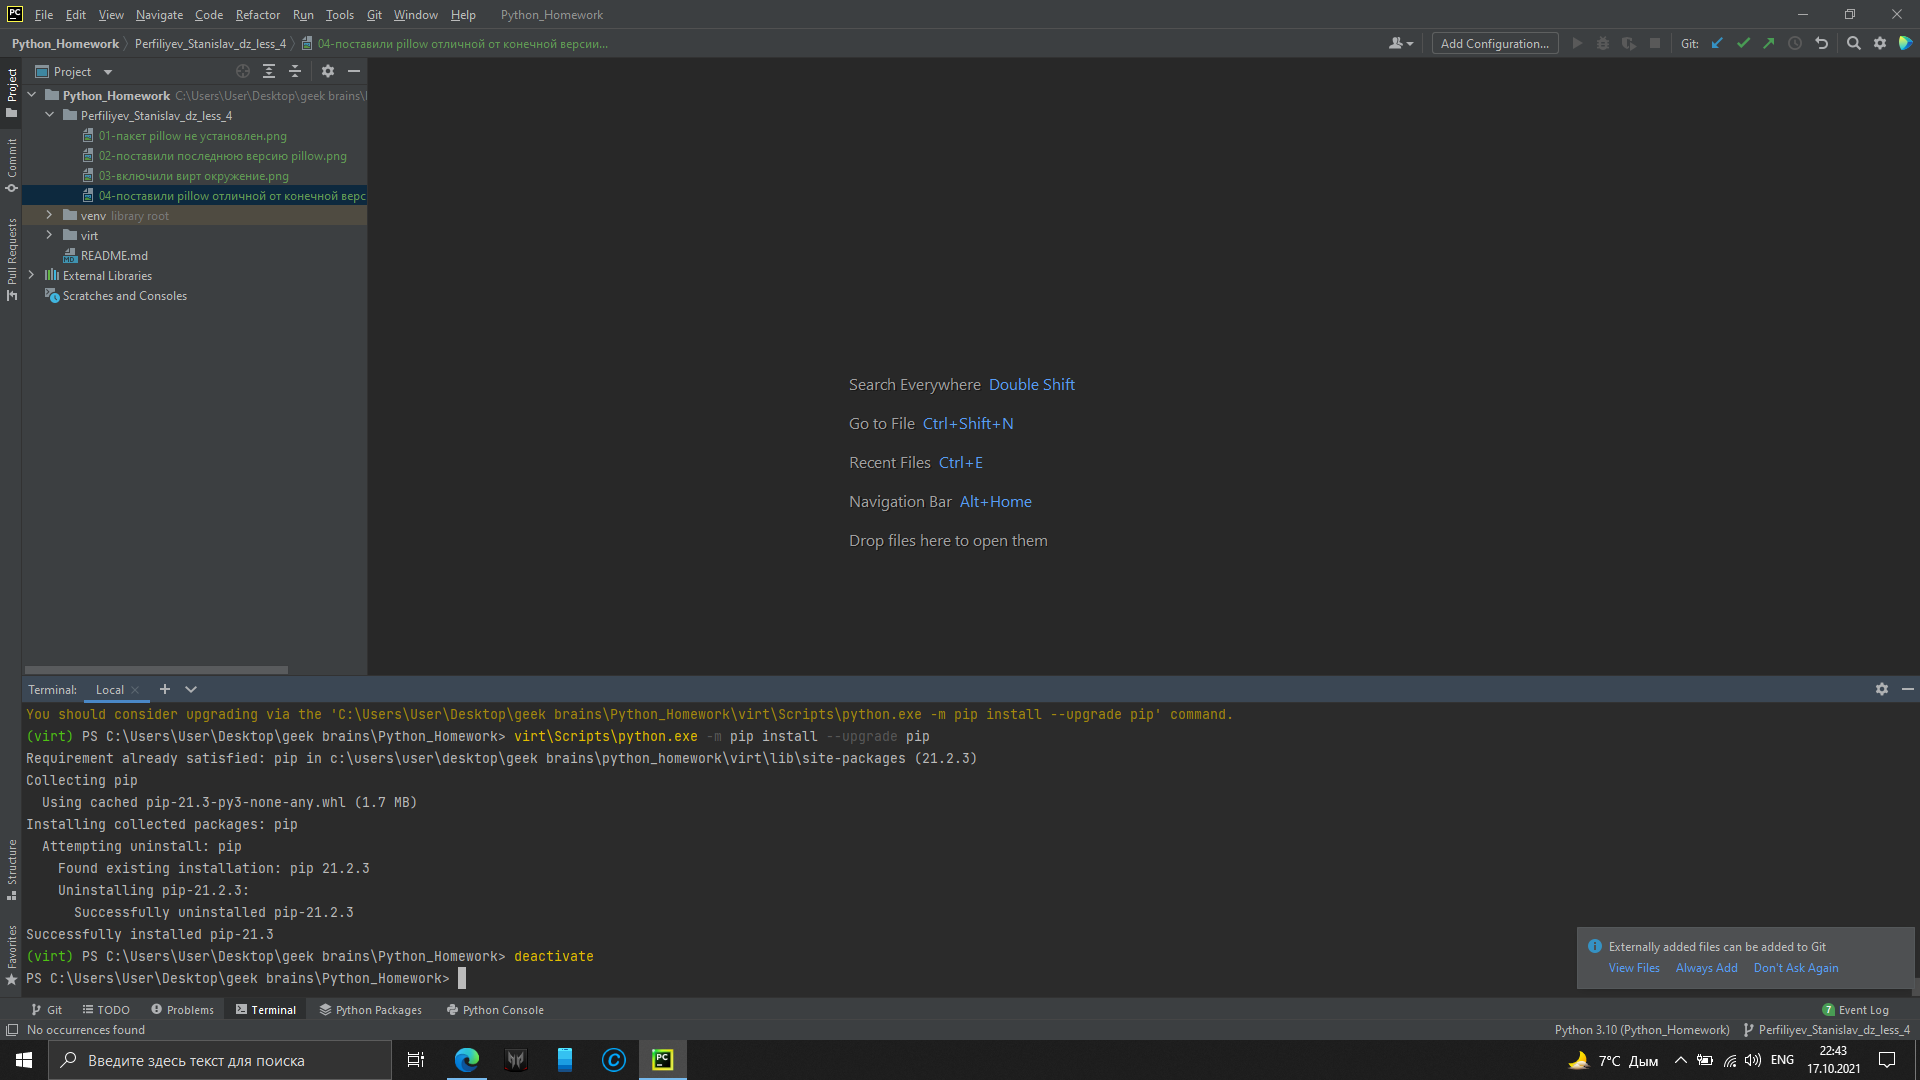 PC File Edit View Navigate Code Refactor Run Tools Git Window Help Python_Homework
Python_Homework Perfiliyev_Stanislav_dz_less_4 04-поставили pillow отличной от конечной версии...
Add Configuration... Git:
Project
Project
Python_Homework C:\Users\User\Desktop\geek brains\
Perfiliyev_Stanislav_dz_less_4
01-пакет pillow не установлен.png
02-поставили последнюю версию pillow.png
03-включили вирт окружение.png
04-поставили pillow отличной от конечной верс
venv library root
virt
README.md
External Libraries
Scratches and Consoles
Commit
Pull Requests
Structure
Favorites
Search Everywhere Double Shift
Go to File Ctrl+Shift+N
Recent Files Ctrl+E
Navigation Bar Alt+Home
Drop files here to open them
Terminal: Local
You should consider upgrading via the 'C:\Users\User\Desktop\geek brains\Python_Homework\virt\Scripts\python.exe -m pip install --upgrade pip' command.
(virt) PS C:\Users\User\Desktop\geek brains\Python_Homework> virt\Scripts\python.exe -m pip install --upgrade pip
Requirement already satisfied: pip in c:\users\user\desktop\geek brains\python_homework\virt\lib\site-packages (21.2.3)
Collecting pip
Using cached pip-21.3-py3-none-any.whl (1.7 MB)
Installing collected packages: pip
Attempting uninstall: pip
Found existing installation: pip 21.2.3
Uninstalling pip-21.2.3:
Successfully uninstalled pip-21.2.3
Successfully installed pip-21.3
(virt) PS C:\Users\User\Desktop\geek brains\Python_Homework> deactivate
PS C:\Users\User\Desktop\geek brains\Python_Homework>
Externally added files can be added to Git
View Files Always Add Don't Ask Again
Git TODO Problems Terminal Python Packages Python Console 7 Event Log
No occurrences found Python 3.10 (Python_Homework) Perfiliyev_Stanislav_dz_less_4
Введите здесь текст для поиска
PC
7°C Дым ENG
22:43
17.10.2021